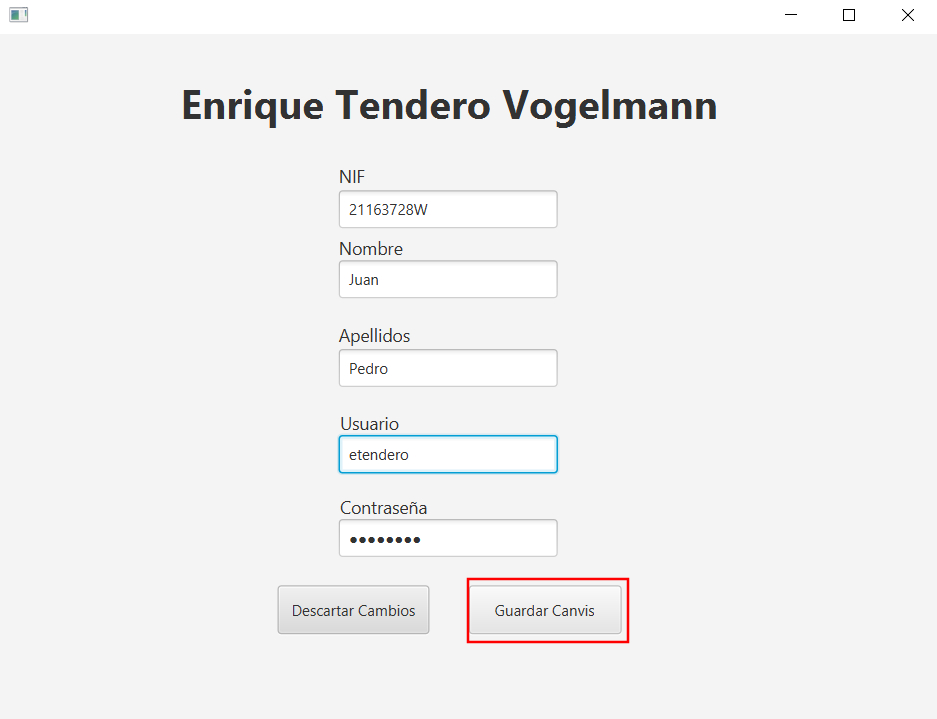 Enrique Tendero Vogelmann
NIF
21163728W
Nombre
Juan
Apellidos
Pedro
Usuario
etendero
Contraseña
••••••••
Descartar Cambios
Guardar Canvis